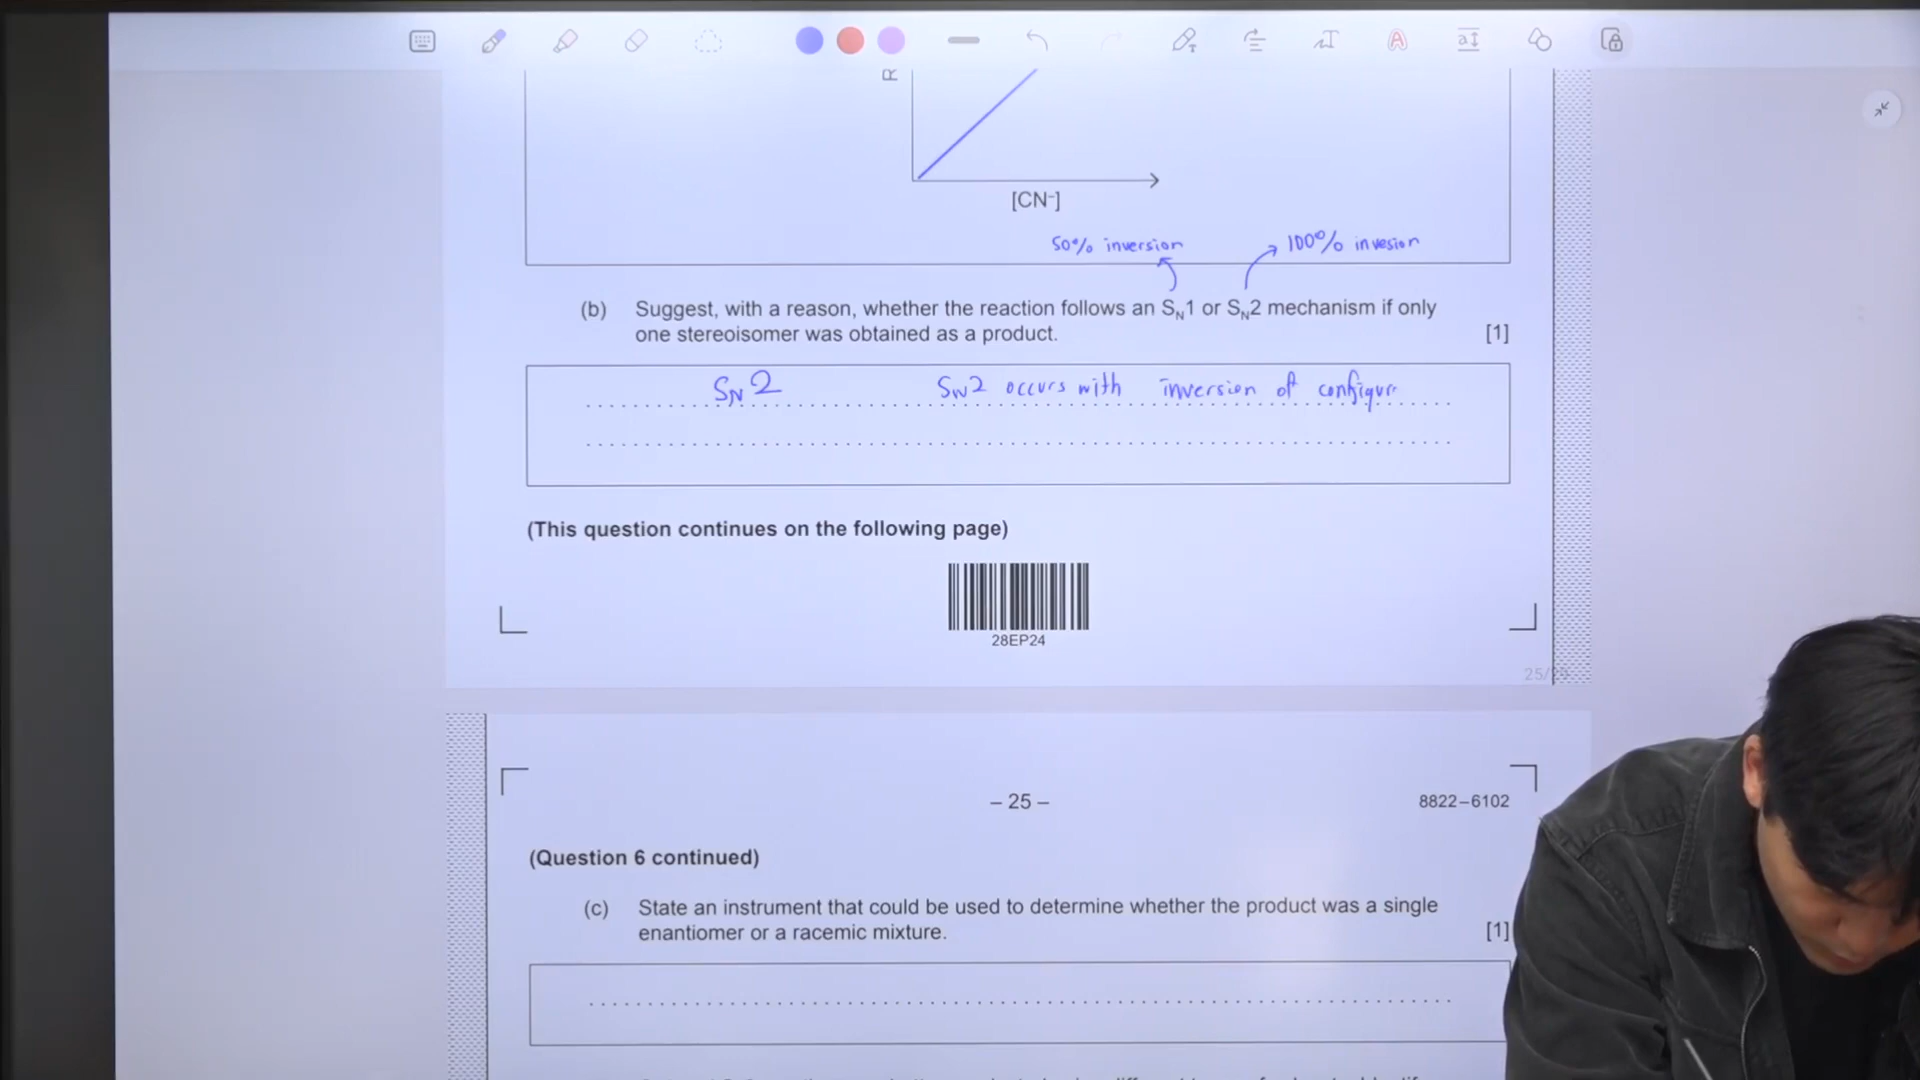 R
[CN⁻]
50% inversion
100% invesion
(b) Suggest, with a reason, whether the reaction follows an SN1 or SN2 mechanism if only
one stereoisomer was obtained as a product. [1]
SN2 SN2 occurs with inversion of configur
(This question continues on the following page)
28EP24
– 25 –
8822–6102
(Question 6 continued)
(c) State an instrument that could be used to determine whether the product was a single
enantiomer or a racemic mixture. [1]